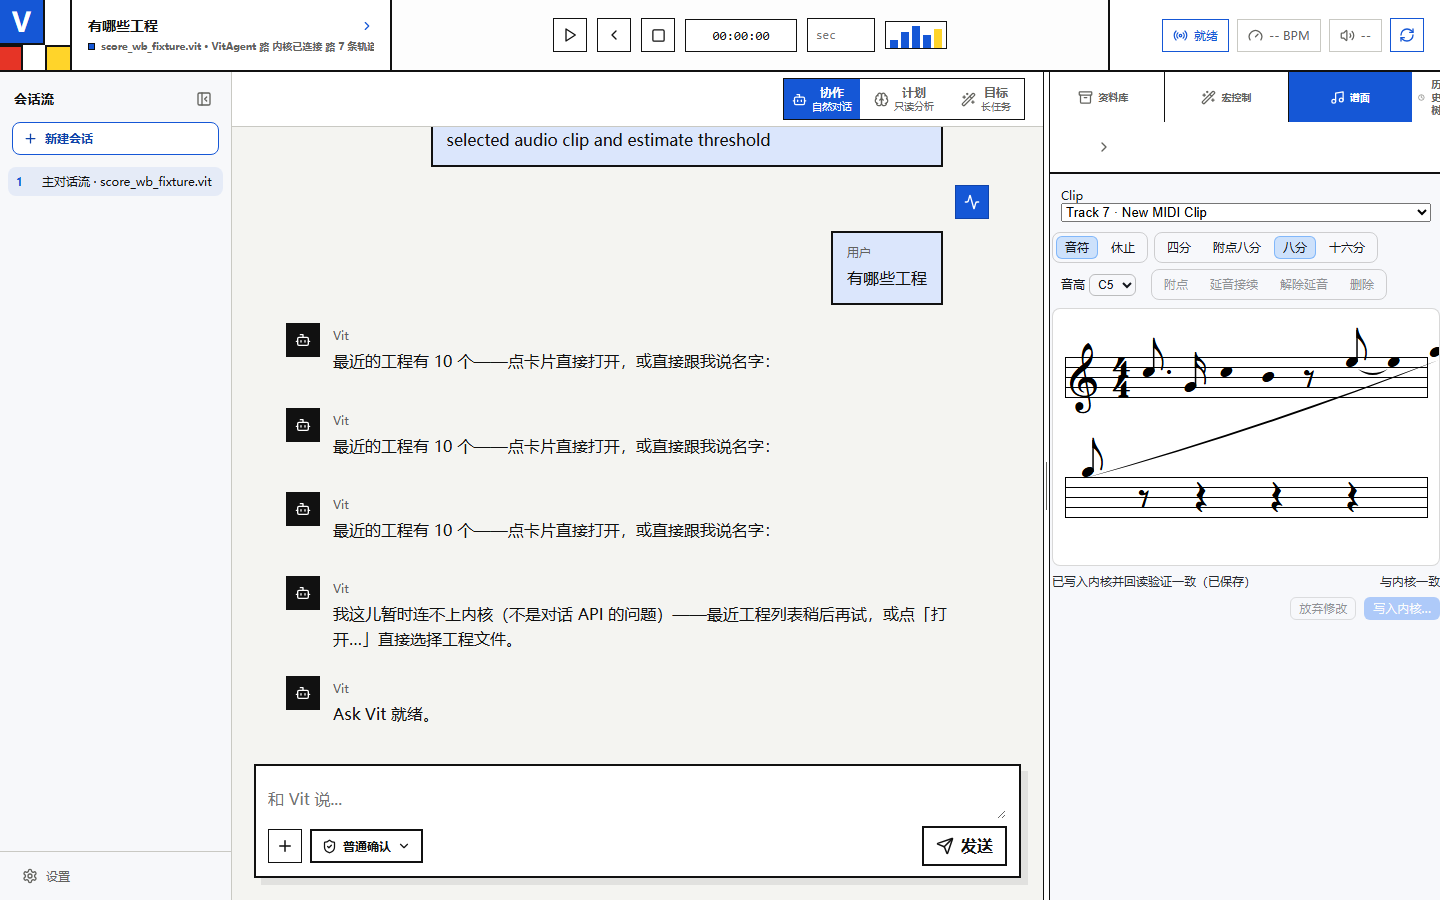 V
有哪些工程
score_wb_fixture.vit • VitAgent 路 内核已连接 路 7 条轨道
00:00:00
sec
就绪
-- BPM
--
会话流
新建会话
1 主对话流 · score_wb_fixture.vit
设置
协作
自然对话
计划
只读分析
目标
长任务
selected audio clip and estimate threshold
用户
有哪些工程
Vit
最近的工程有 10 个——点卡片直接打开，或直接跟我说名字：
Vit
最近的工程有 10 个——点卡片直接打开，或直接跟我说名字：
Vit
最近的工程有 10 个——点卡片直接打开，或直接跟我说名字：
Vit
我这儿暂时连不上内核（不是对话 API 的问题）——最近工程列表稍后再试，或点「打
开...」直接选择工程文件。
Vit
Ask Vit 就绪。
和 Vit 说...
普通确认
发送
资料库
宏控制
谱面
历史树
Clip
Track 7 · New MIDI Clip
音符 休止 四分 附点八分 八分 十六分
音高 C5 附点 延音接续 解除延音 删除
已写入内核并回读验证一致（已保存） 与内核一致
放弃修改 写入内核...